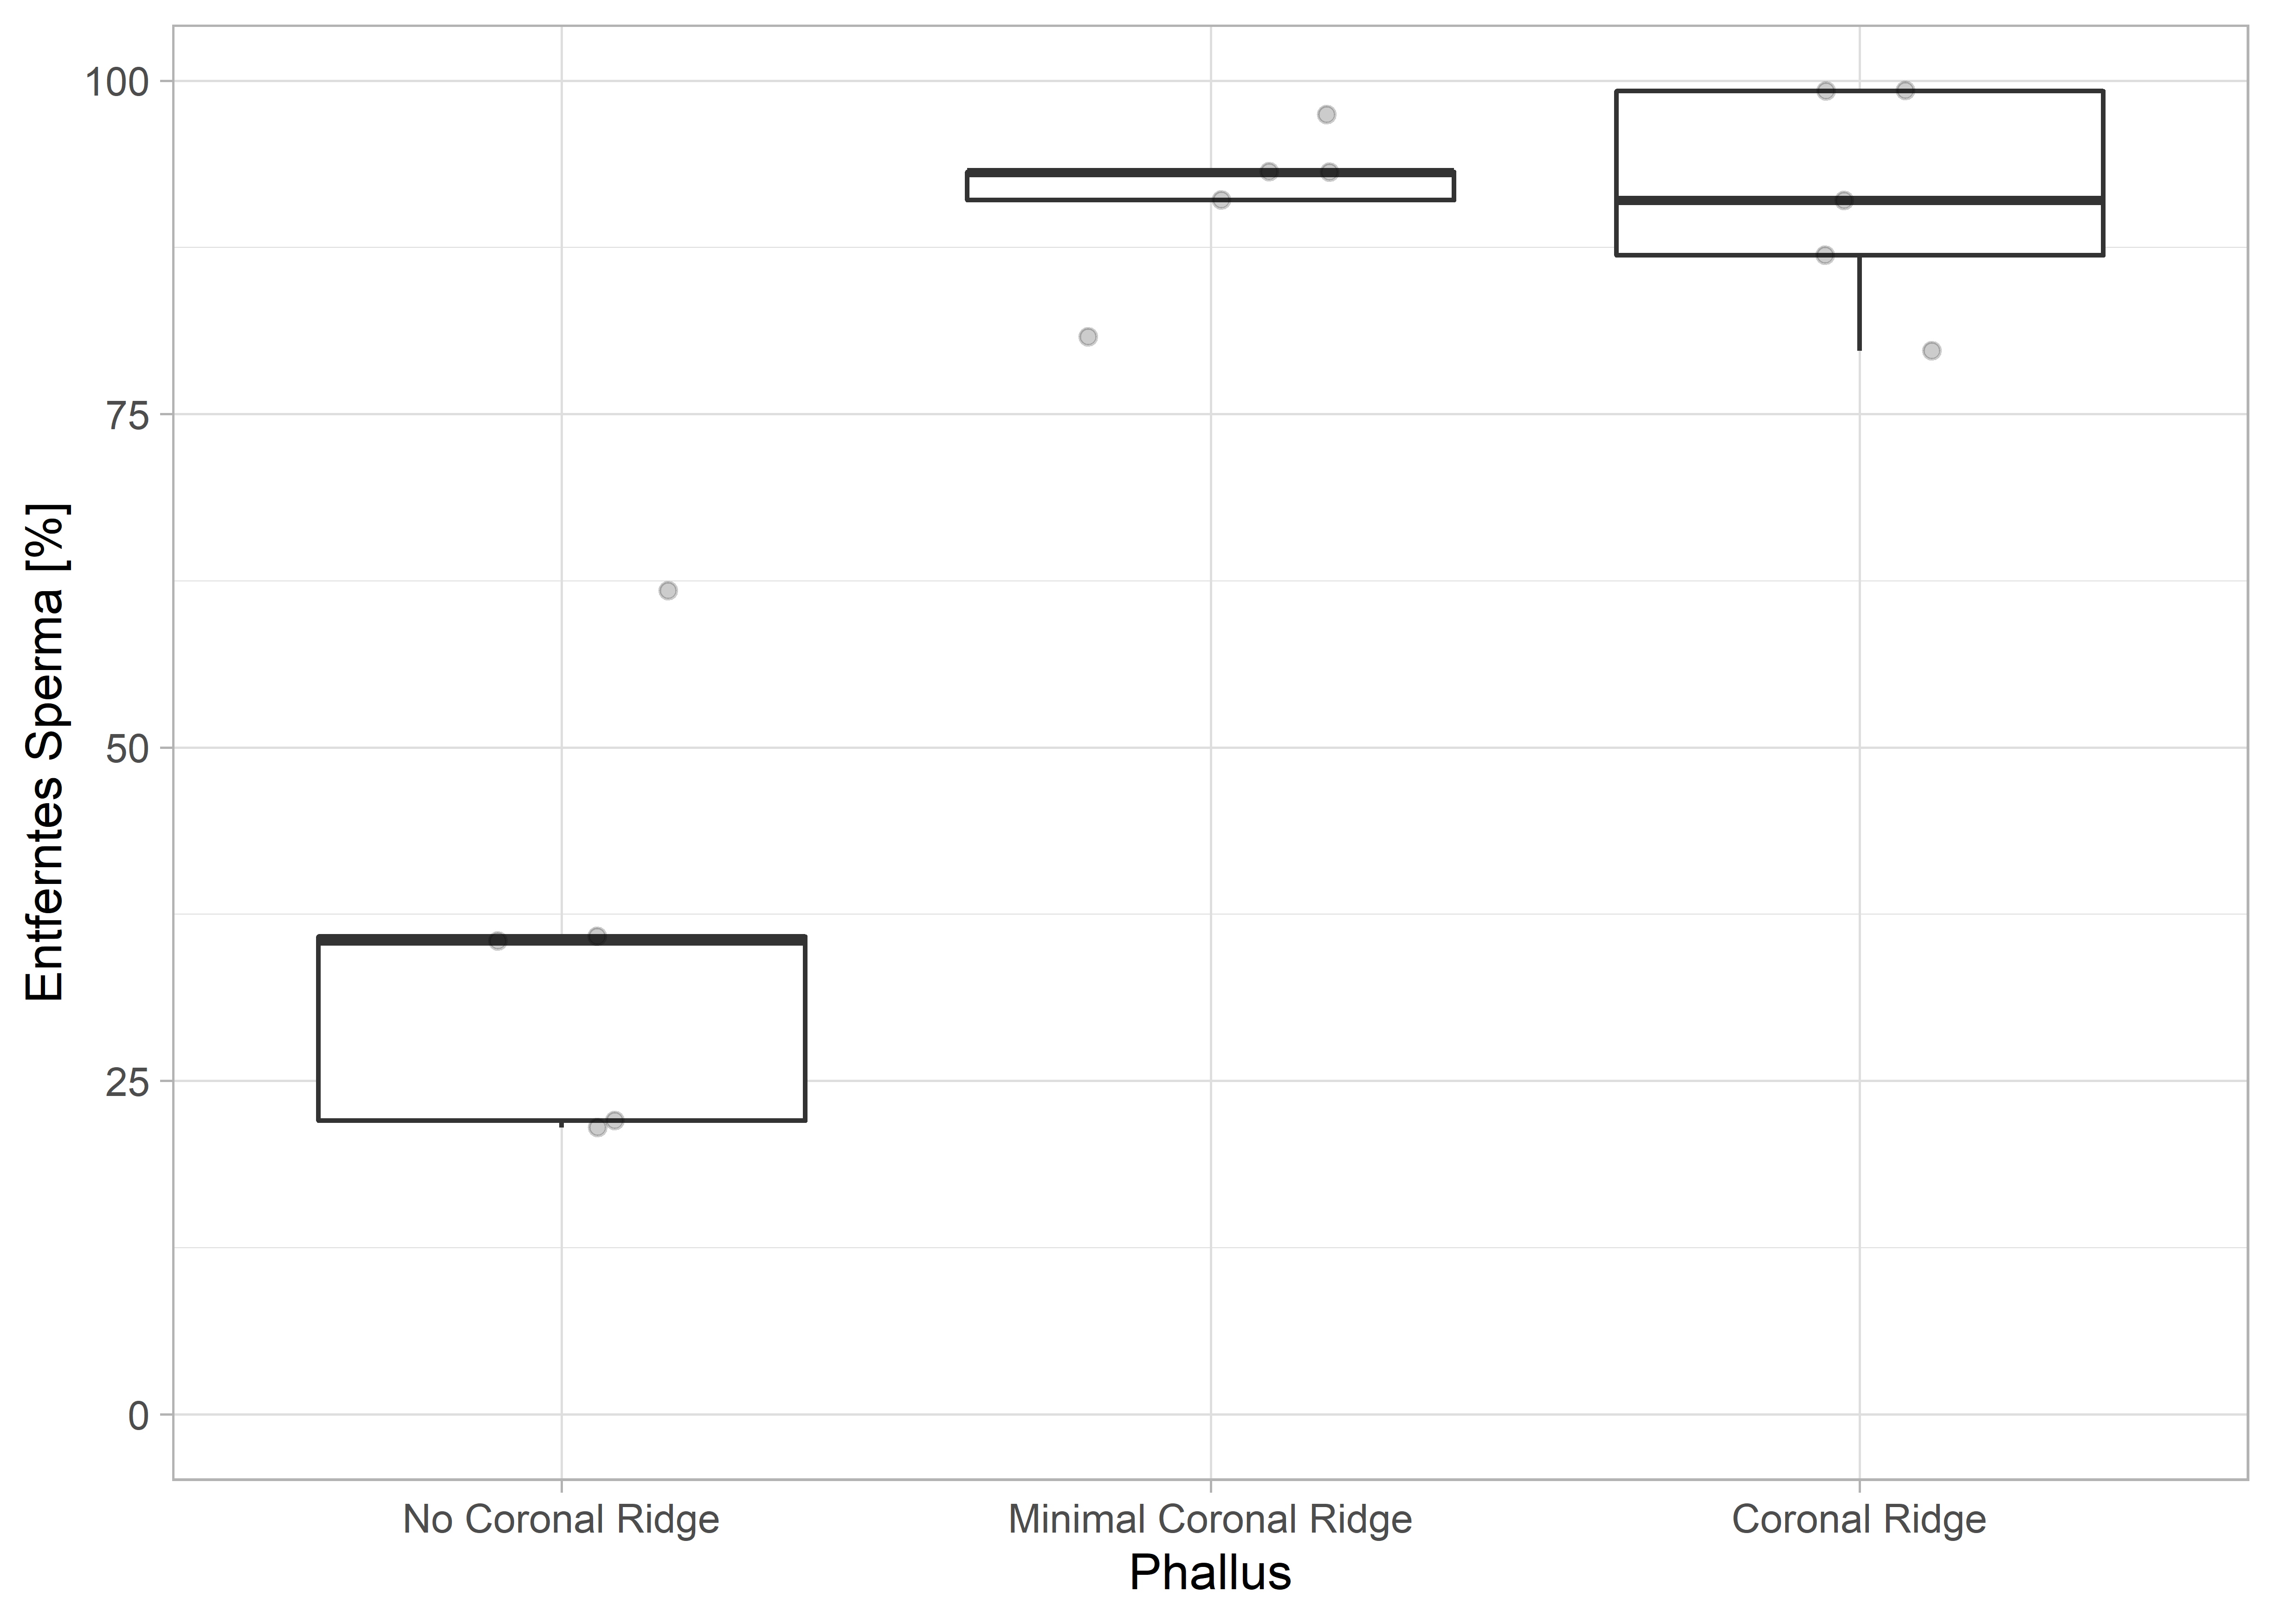 Entferntes Sperma [%]
100
75
50
25
0
No Coronal Ridge
Minimal Coronal Ridge
Coronal Ridge
Phallus